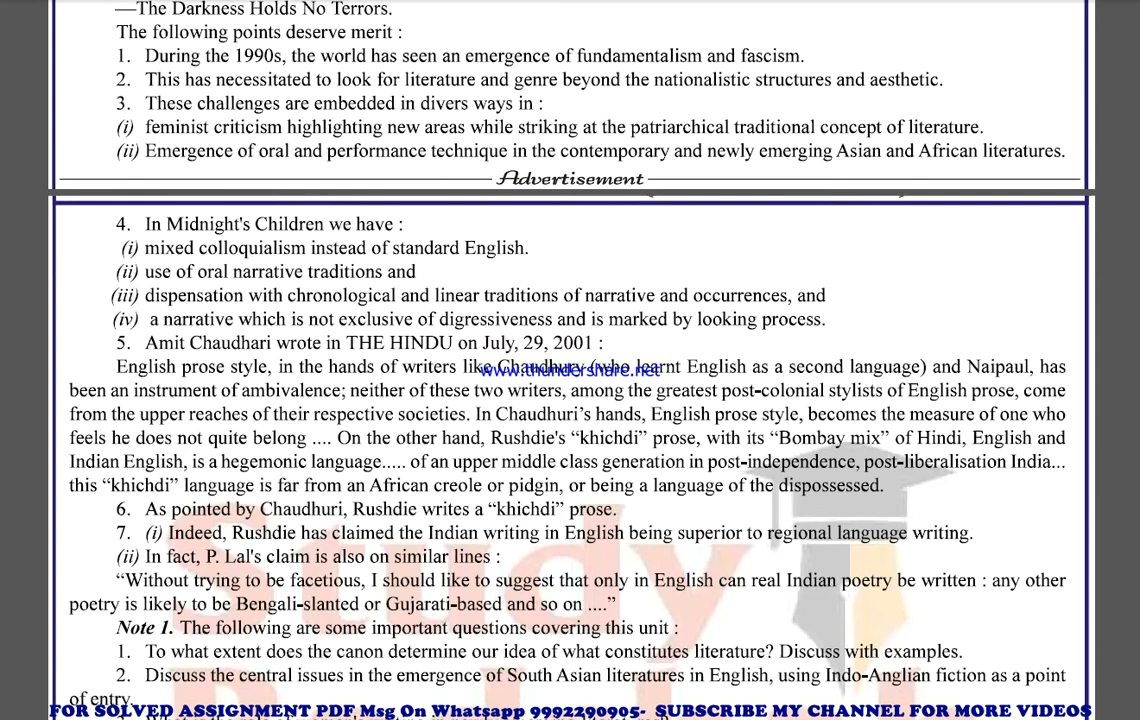 —The Darkness Holds No Terrors.
The following points deserve merit :
1. During the 1990s, the world has seen an emergence of fundamentalism and fascism.
2. This has necessitated to look for literature and genre beyond the nationalistic structures and aesthetic.
3. These challenges are embedded in divers ways in :
(i) feminist criticism highlighting new areas while striking at the patriarchical traditional concept of literature.
(ii) Emergence of oral and performance technique in the contemporary and newly emerging Asian and African literatures.
Advertisement
4. In Midnight's Children we have :
(i) mixed colloquialism instead of standard English.
(ii) use of oral narrative traditions and
(iii) dispensation with chronological and linear traditions of narrative and occurrences, and
(iv) a narrative which is not exclusive of digressiveness and is marked by looking process.
5. Amit Chaudhari wrote in THE HINDU on July, 29, 2001 :
English prose style, in the hands of writers like Chaudhury (who learnt English as a second language) and Naipaul, has
www.thundershare.net
been an instrument of ambivalence; neither of these two writers, among the greatest post-colonial stylists of English prose, come
from the upper reaches of their respective societies. In Chaudhuri's hands, English prose style, becomes the measure of one who
feels he does not quite belong .... On the other hand, Rushdie's “khichdi” prose, with its “Bombay mix” of Hindi, English and
Indian English, is a hegemonic language..... of an upper middle class generation in post-independence, post-liberalisation India...
this “khichdi” language is far from an African creole or pidgin, or being a language of the dispossessed.
6. As pointed by Chaudhuri, Rushdie writes a “khichdi” prose.
7. (i) Indeed, Rushdie has claimed the Indian writing in English being superior to regional language writing.
(ii) In fact, P. Lal's claim is also on similar lines :
“Without trying to be facetious, I should like to suggest that only in English can real Indian poetry be written : any other
poetry is likely to be Bengali-slanted or Gujarati-based and so on ....”
Study
Note 1. The following are some important questions covering this unit :
1. To what extent does the canon determine our idea of what constitutes literature? Discuss with examples.
2. Discuss the central issues in the emergence of South Asian literatures in English, using Indo-Anglian fiction as a point
of entry.
FOR SOLVED ASSIGNMENT PDF Msg On Whatsapp 9992290905- SUBSCRIBE MY CHANNEL FOR MORE VIDEOS